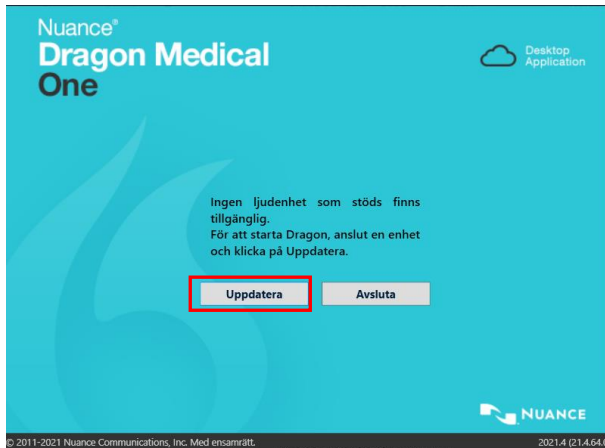 Nuance®
Dragon Medical
One
Desktop
Application
Ingen ljudenhet som stöds finns
tillgänglig.
För att starta Dragon, anslut en enhet
och klicka på Uppdatera.
Uppdatera
Avsluta
NUANCE
© 2011-2021 Nuance Communications, Inc. Med ensamrätt.
2021.4 (21.4.64.